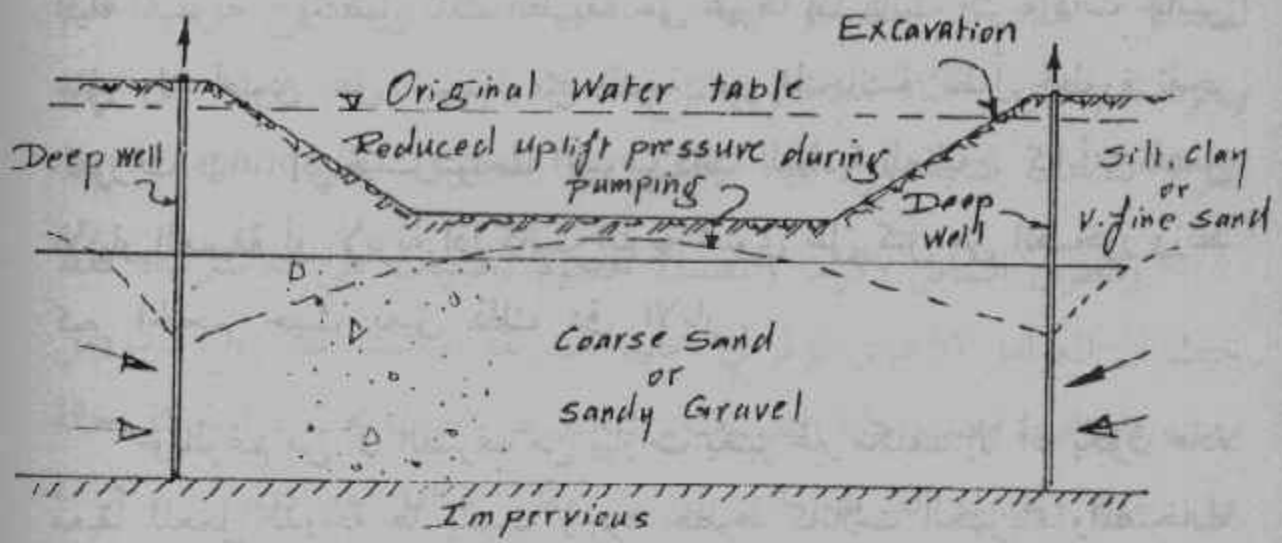 Excavation
Original Water table
Reduced uplift pressure during
pumping
Deep well
Deep
well
Silt, Clay
or
V. fine sand
Coarse Sand
or
Sandy Gravel
Impervious